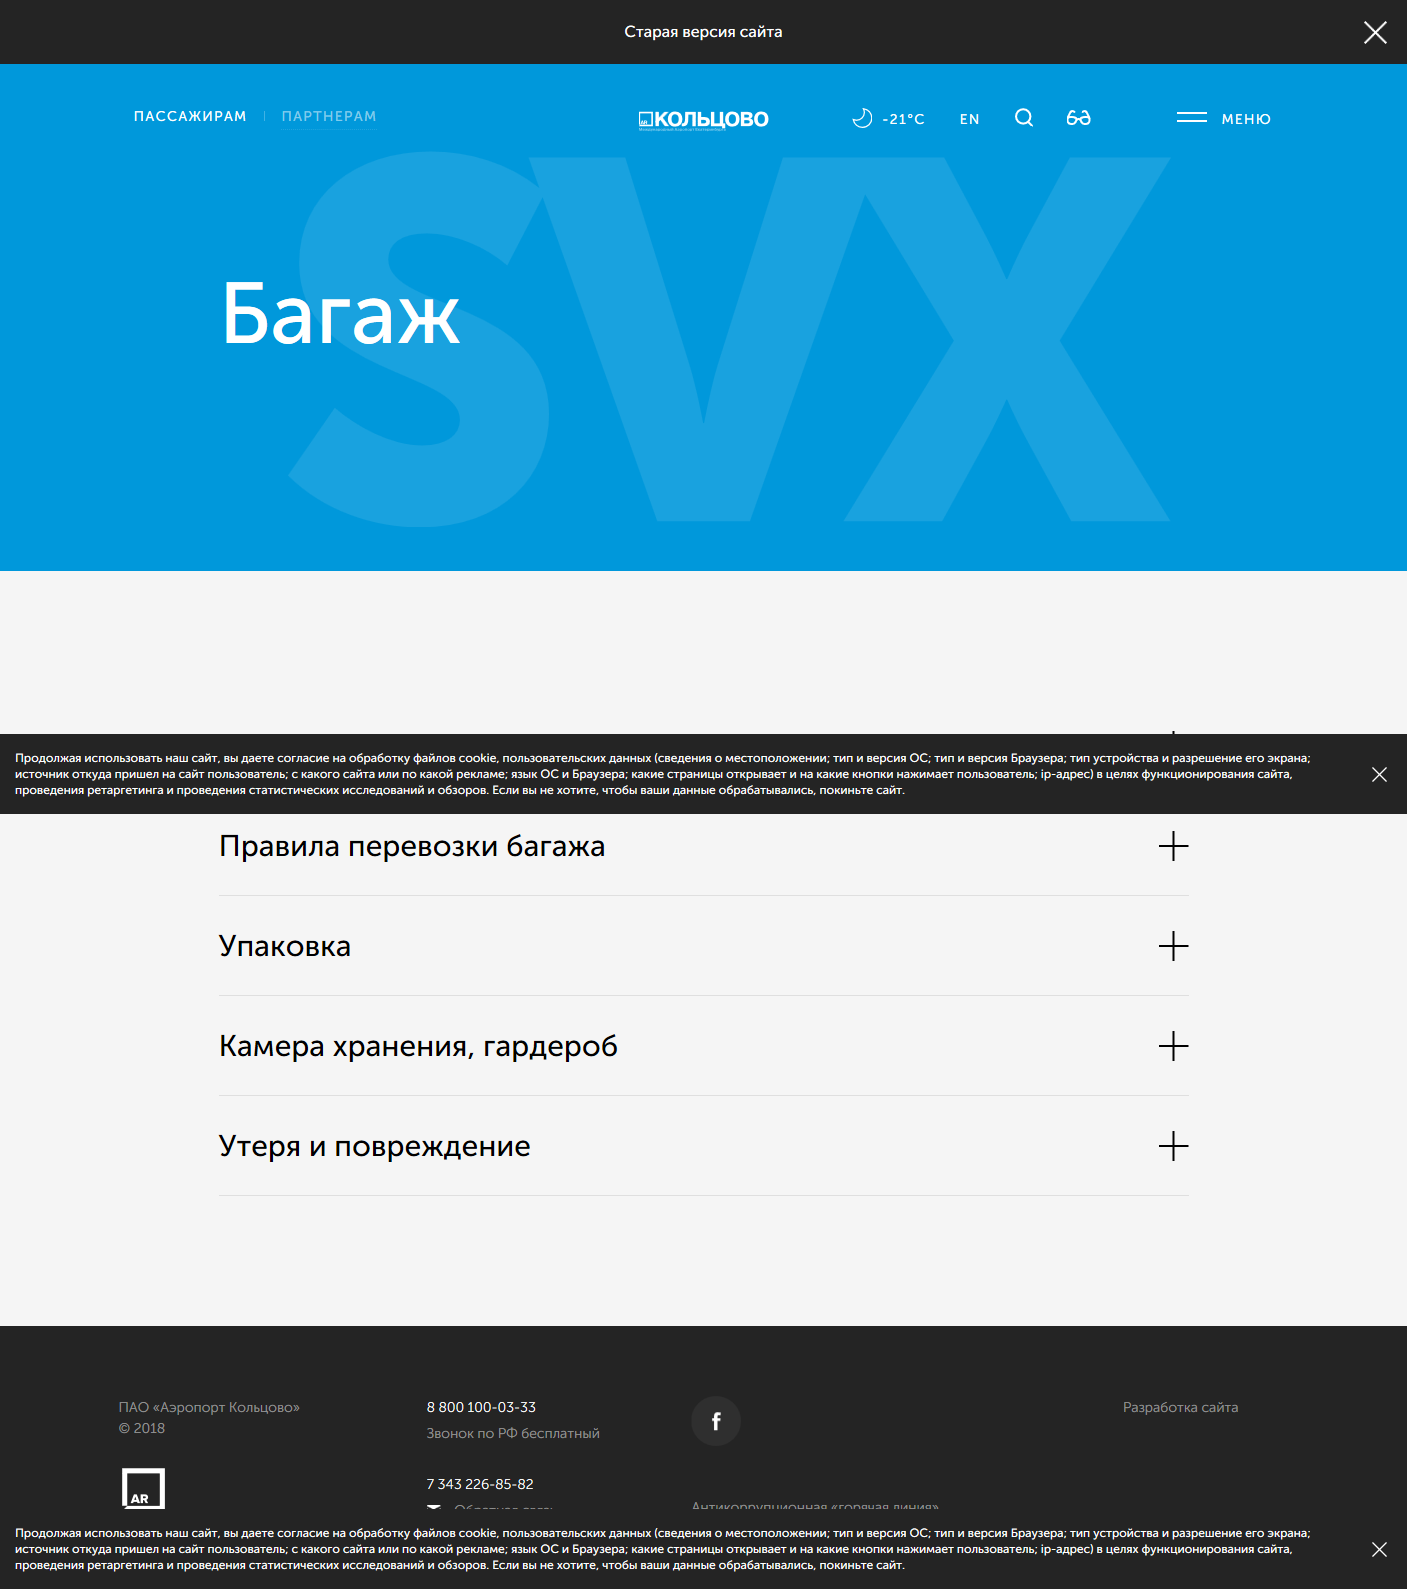 Старая версия сайта
ПАССАЖИРАМ
ПАРТНЕРАМ
AR КОЛЬЦОВО
-21°C
EN
МЕНЮ
SVX
Багаж
Продолжая использовать наш сайт, вы даете согласие на обработку файлов cookie, пользовательских данных (сведения о местоположении; тип и версия ОС; тип и версия Браузера; тип устройства и разрешение его экрана;
источник откуда пришел на сайт пользователь; с какого сайта или по какой рекламе; язык ОС и Браузера; какие страницы открывает и на какие кнопки нажимает пользователь; ip-адрес) в целях функционирования сайта,
проведения ретаргетинга и проведения статистических исследований и обзоров. Если вы не хотите, чтобы ваши данные обрабатывались, покиньте сайт.
Правила перевозки багажа
Упаковка
Камера хранения, гардероб
Утеря и повреждение
ПАО «Аэропорт Кольцово»
© 2018
AR
8 800 100-03-33
Звонок по РФ бесплатный
7 343 226-85-82
Обратная связь
f
Антикоррупционная «горячая линия»
Разработка сайта
Продолжая использовать наш сайт, вы даете согласие на обработку файлов cookie, пользовательских данных (сведения о местоположении; тип и версия ОС; тип и версия Браузера; тип устройства и разрешение его экрана;
источник откуда пришел на сайт пользователь; с какого сайта или по какой рекламе; язык ОС и Браузера; какие страницы открывает и на какие кнопки нажимает пользователь; ip-адрес) в целях функционирования сайта,
проведения ретаргетинга и проведения статистических исследований и обзоров. Если вы не хотите, чтобы ваши данные обрабатывались, покиньте сайт.